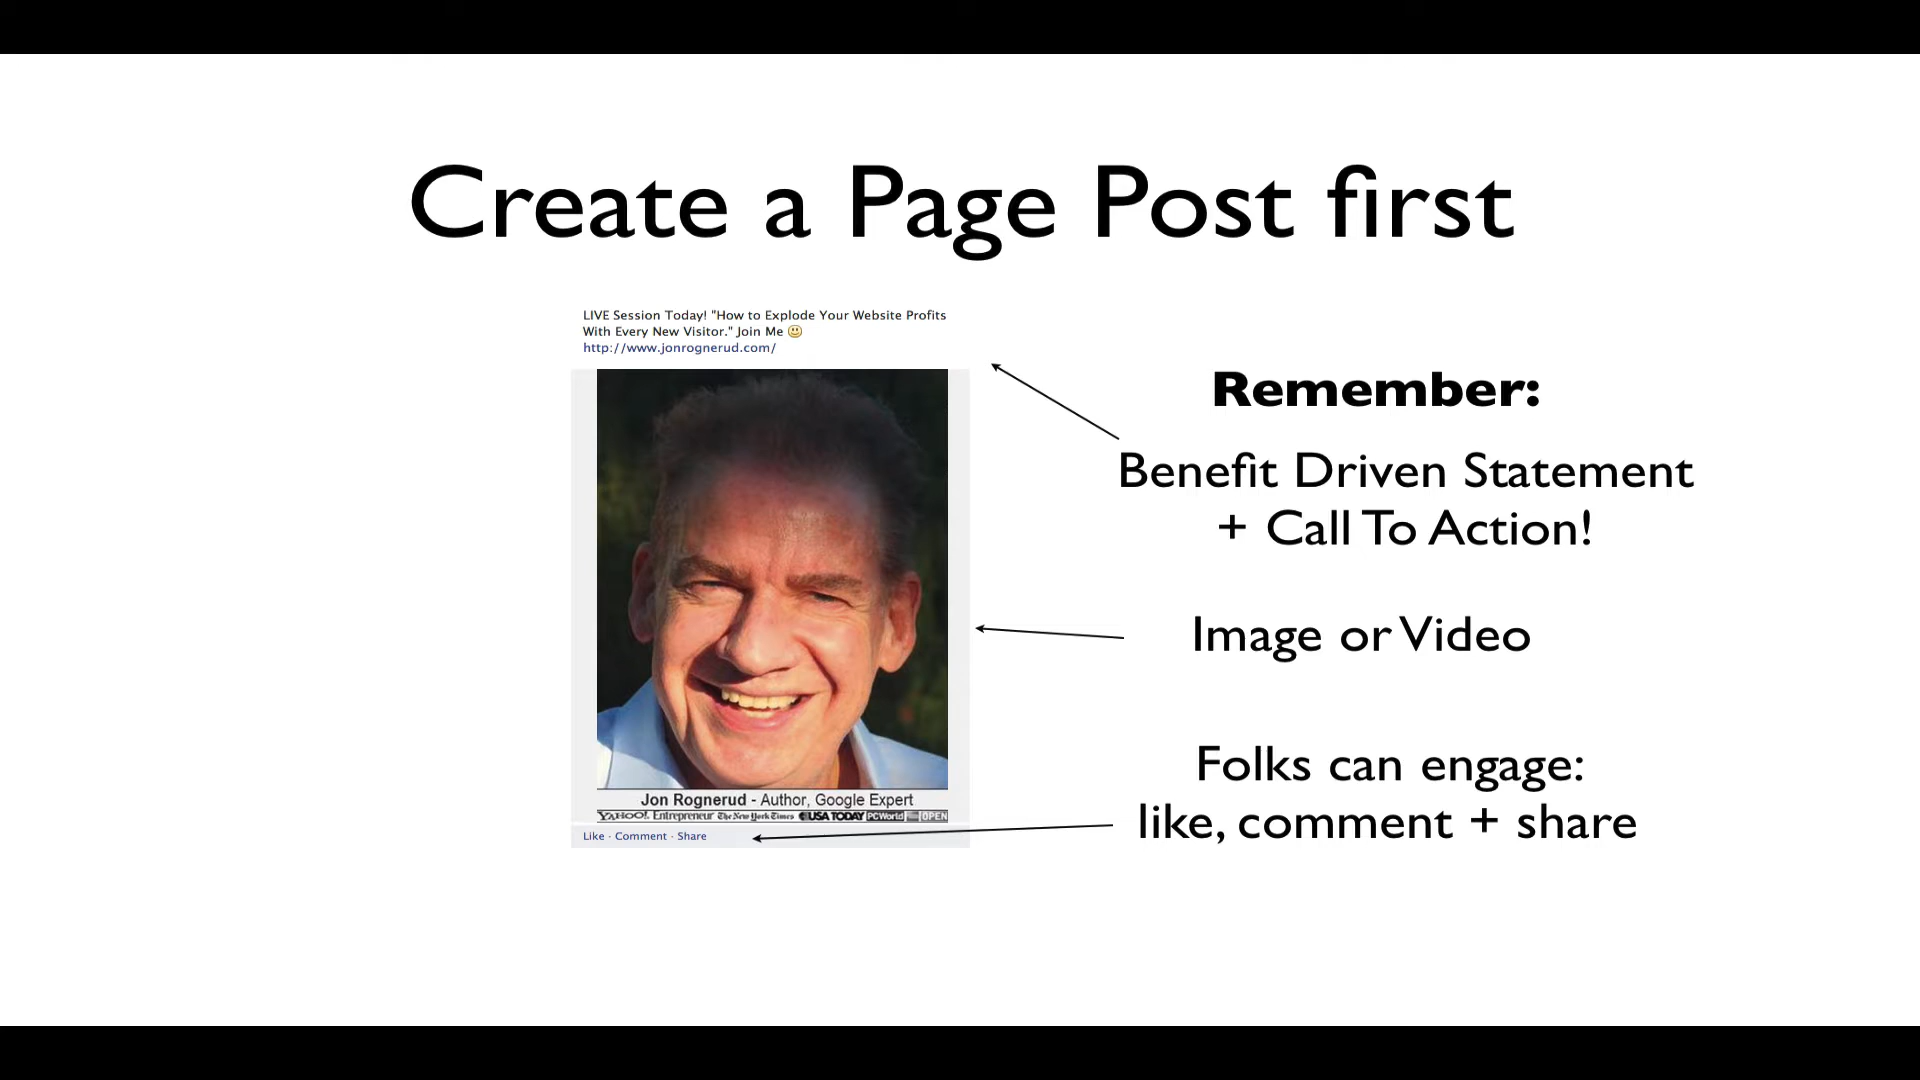 Create a Page Post first
LIVE Session Today! "How to Explode Your Website Profits
With Every New Visitor." Join Me 😃
http://www.jonrognerud.com/
Remember:
Benefit Driven Statement
+ Call To Action!
Image or Video
Jon Rognerud - Author, Google Expert
YAHOO! Entrepreneur The New York Times USA TODAY PCWorld OPEN
Like · Comment · Share
Folks can engage:
like, comment + share